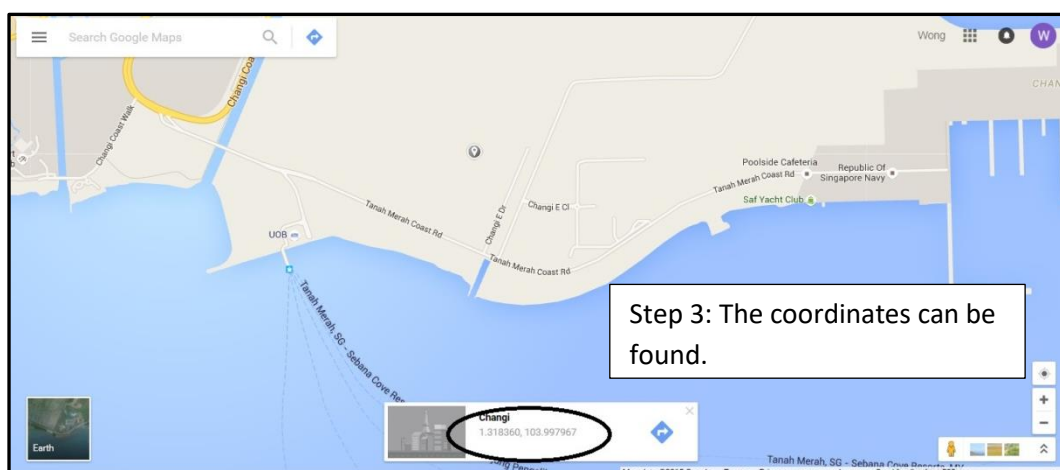 Search Google Maps
Wong
W
CHAN
Changi Coa
Changi Coast Walk
Poolside Cafeteria
Republic Of
Singapore Navy
Tanah Merah Coast Rd
Saf Yacht Club
Tanah Merah Coast Rd
Changi E Dr
Changi E Cl
UOB
Tanah Merah Coast Rd
Tanah Merah, SG - Sebana Cove Res
Step 3: The coordinates can be
found.
Changi
1.318360, 103.997967
Earth
Tanah Merah, SG - Sebana Cove Resorts, MY